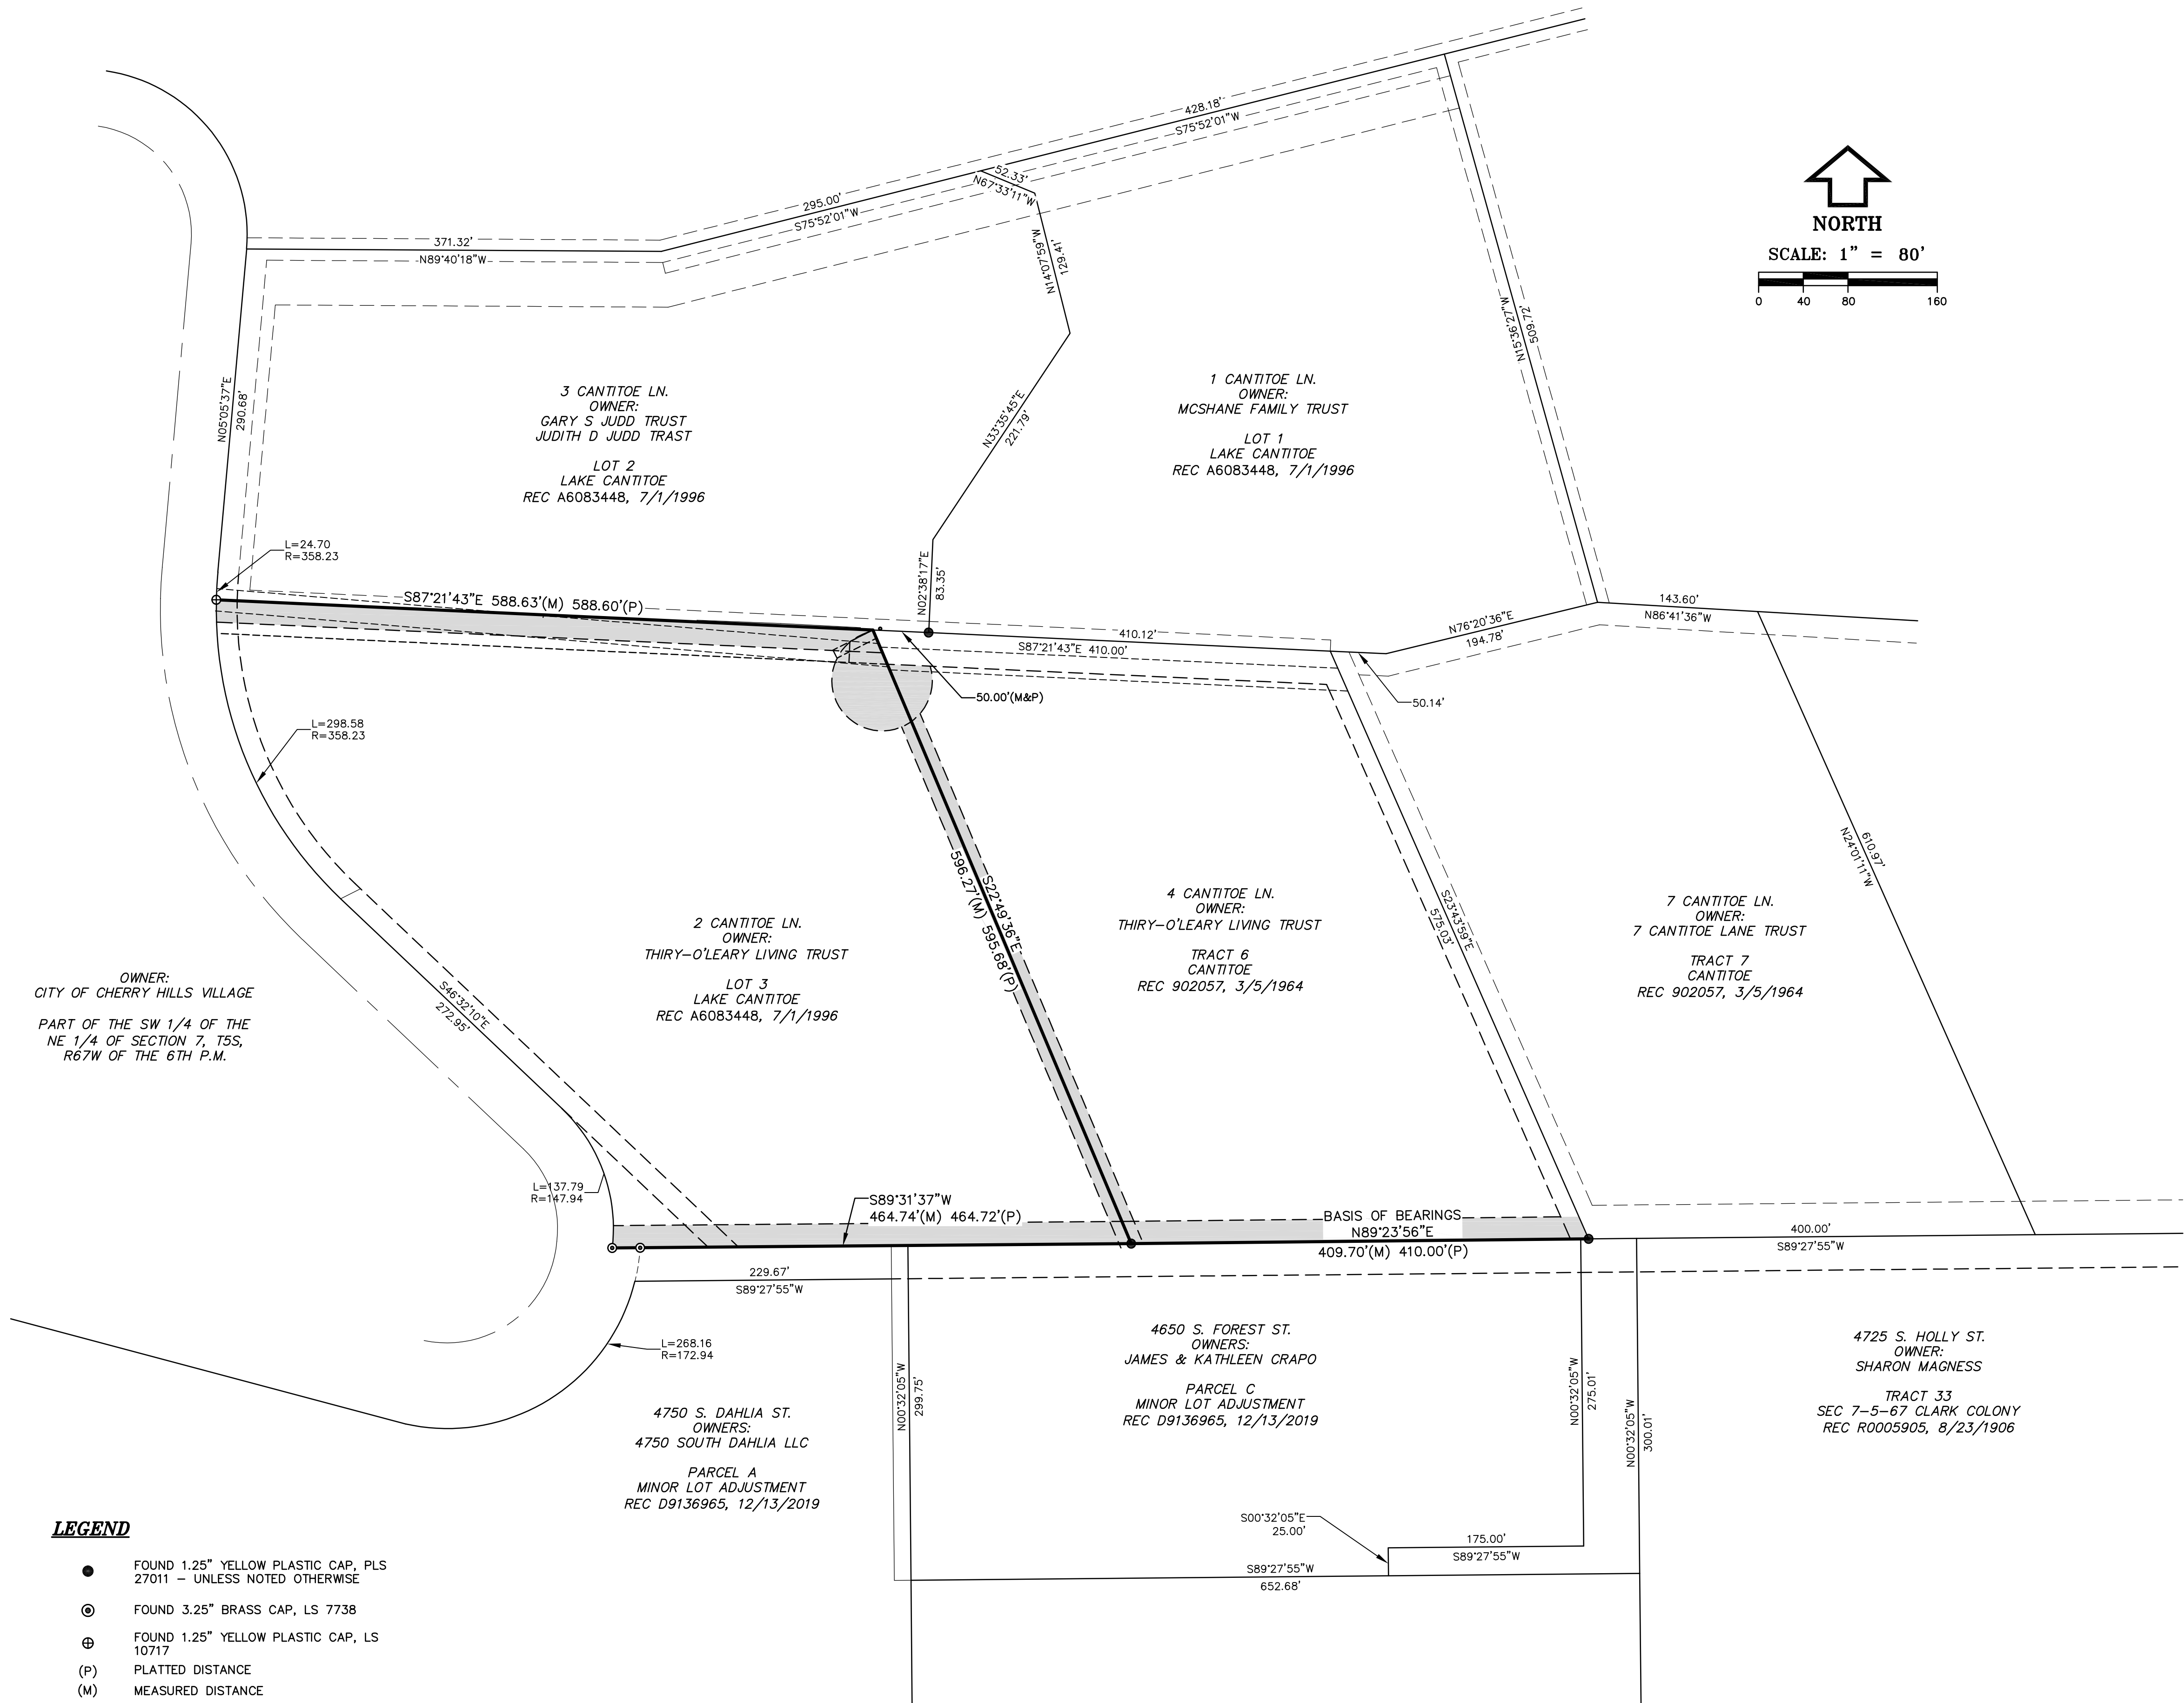 428.18'
S75°52'01"W
52.33'
N67°33'11"W
295.00'
S75°52'01"W
371.32'
N89°40'18"W
N14°07'59"W
129.41'
NORTH
SCALE: 1" = 80'
0 40 80 160
N15°36'27"W
509.72'
3 CANTITOE LN.
OWNER:
GARY S JUDD TRUST
JUDITH D JUDD TRAST
LOT 2
LAKE CANTITOE
REC A6083448, 7/1/1996
1 CANTITOE LN.
OWNER:
MCSHANE FAMILY TRUST
LOT 1
LAKE CANTITOE
REC A6083448, 7/1/1996
N05°05'37"E
290.68'
N33°35'45"E
221.79'
L=24.70
R=358.23
N02°38'17"E
83.35'
S87°21'43"E 588.63'(M) 588.60'(P)
410.12'
S87°21'43"E 410.00'
N76°20'36"E
194.78'
143.60'
N86°41'36"W
50.00'(M&P)
50.14'
L=298.58
R=358.23
S22°49'36"E
596.27'(M) 595.68'(P)
S23°43'59"E
575.03'
610.97'
N24°01'11"W
2 CANTITOE LN.
OWNER:
THIRY-O'LEARY LIVING TRUST
LOT 3
LAKE CANTITOE
REC A6083448, 7/1/1996
4 CANTITOE LN.
OWNER:
THIRY-O'LEARY LIVING TRUST
TRACT 6
CANTITOE
REC 902057, 3/5/1964
7 CANTITOE LN.
OWNER:
7 CANTITOE LANE TRUST
TRACT 7
CANTITOE
REC 902057, 3/5/1964
OWNER:
CITY OF CHERRY HILLS VILLAGE
PART OF THE SW 1/4 OF THE
NE 1/4 OF SECTION 7, T5S,
R67W OF THE 6TH P.M.
S46°32'10"E
272.95'
L=137.79
R=147.94
S89°31'37"W
464.74'(M) 464.72'(P)
BASIS OF BEARINGS
N89°23'56"E
409.70'(M) 410.00'(P)
400.00'
S89°27'55"W
229.67'
S89°27'55"W
L=268.16
R=172.94
N00°32'05"W
299.75'
4650 S. FOREST ST.
OWNERS:
JAMES & KATHLEEN CRAPO
PARCEL C
MINOR LOT ADJUSTMENT
REC D9136965, 12/13/2019
N00°32'05"W
275.01'
N00°32'05"W
300.01'
4725 S. HOLLY ST.
OWNER:
SHARON MAGNESS
TRACT 33
SEC 7-5-67 CLARK COLONY
REC R0005905, 8/23/1906
4750 S. DAHLIA ST.
OWNERS:
4750 SOUTH DAHLIA LLC
PARCEL A
MINOR LOT ADJUSTMENT
REC D9136965, 12/13/2019
S00°32'05"E
25.00'
175.00'
S89°27'55"W
S89°27'55"W
652.68'
LEGEND
FOUND 1.25" YELLOW PLASTIC CAP, PLS
27011 – UNLESS NOTED OTHERWISE
FOUND 3.25" BRASS CAP, LS 7738
FOUND 1.25" YELLOW PLASTIC CAP, LS
10717
(P) PLATTED DISTANCE
(M) MEASURED DISTANCE